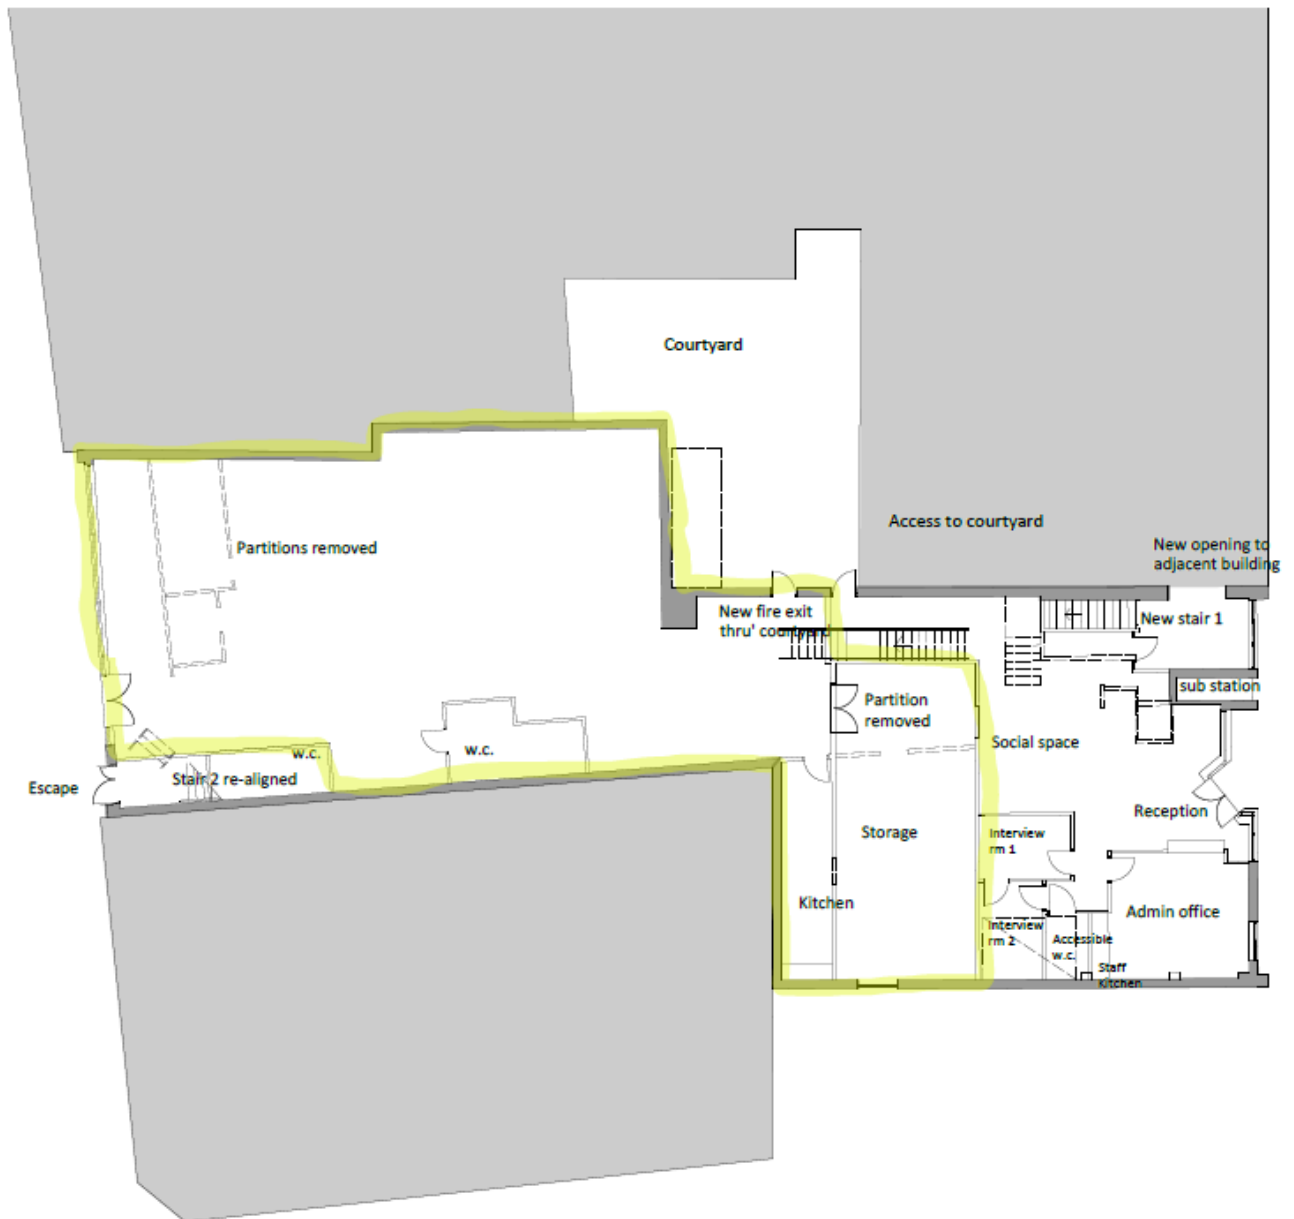 Courtyard
Access to courtyard
New opening to
adjacent building
Partitions removed
New fire exit
thru' courtyard
New stair 1
sub station
Partition
removed
Social space
w.c.
w.c.
Stair 2 re-aligned
Escape
Reception
Storage
Interview
rm 1
Kitchen
Admin office
Interview
rm 2
Accessible
w.c.
Staff
Kitchen